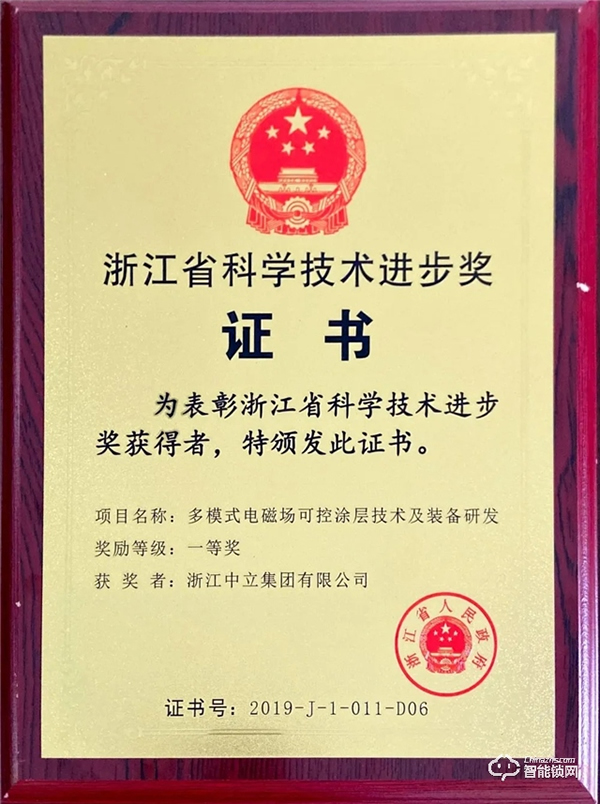 浙江省科学技术进步奖
证书
为表彰浙江省科学技术进步
奖获得者，特颁发此证书。
项目名称：多模式电磁场可控涂层技术及装备研发
奖励等级：一等奖
获奖者：浙江中立集团有限公司
浙江省人民政府
证书号：2019-J-1-011-D06
Chinazns.com
智能锁网